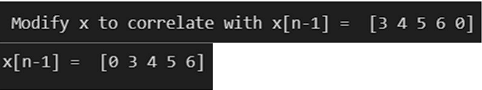 Modify x to correlate with x[n-1] =  [3 4 5 6 0]
x[n-1] =  [0 3 4 5 6]